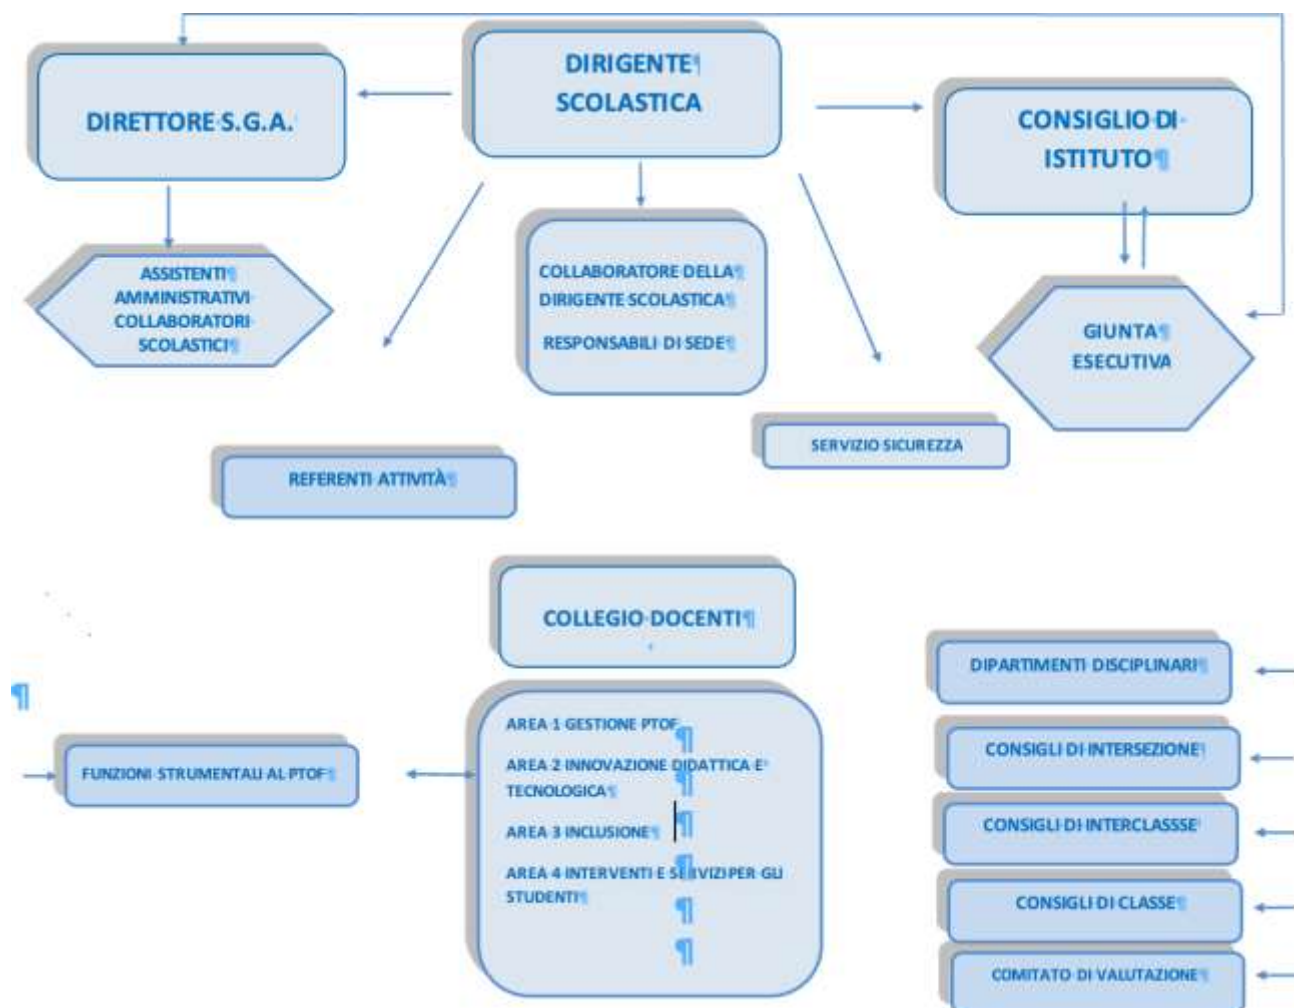 DIRIGENTE¶
SCOLASTICA
DIRETTORE·S.G.A.
CONSIGLIO·DI·
ISTITUTO¶
ASSISTENTI¶
AMMINISTRATIVI·
COLLABORATORI·
SCOLASTICI¶
COLLABORATORE DELLA¶
DIRIGENTE SCOLASTICA¶
RESPONSABILI DI SEDE¶
GIUNTA¶
ESECUTIVA
SERVIZIO SICUREZZA
REFERENTI·ATTIVITÀ¶
COLLEGIO·DOCENTI¶
¶
FUNZIONI·STRUMENTALI AL PTOF¶
AREA 1 GESTIONE PTOF
AREA·2 INNOVAZIONE DIDATTICA E·
TECNOLOGICA¶
AREA 3 INCLUSIONE¶
AREA 4 INTERVENTI E SERVIZI PER GLI
STUDENTI¶
¶
¶
¶
¶
¶
¶
DIPARTIMENTI·DISCIPLINARI¶
CONSIGLI·DI·INTERSEZIONE¶
CONSIGLI·DI·INTERCLASSSE
CONSIGLI·DI·CLASSE¶
COMITATO·DI·VALUTAZIONE¶